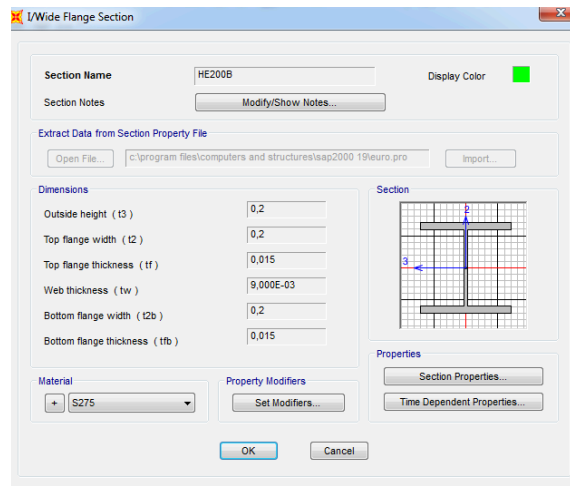 I/Wide Flange Section
Section Name HE200B Display Color
Section Notes Modify/Show Notes...
Extract Data from Section Property File
Open File... c:\program files\computers and structures\sap2000 19\euro.pro Import...
Dimensions Section
Outside height ( t3 ) 0,2
Top flange width ( t2 ) 0,2
Top flange thickness ( tf ) 0,015
Web thickness ( tw ) 9,000E-03
Bottom flange width ( t2b ) 0,2
Bottom flange thickness ( tfb ) 0,015
2
3
Properties
Material Property Modifiers Section Properties...
+ S275 Set Modifiers... Time Dependent Properties...
OK Cancel